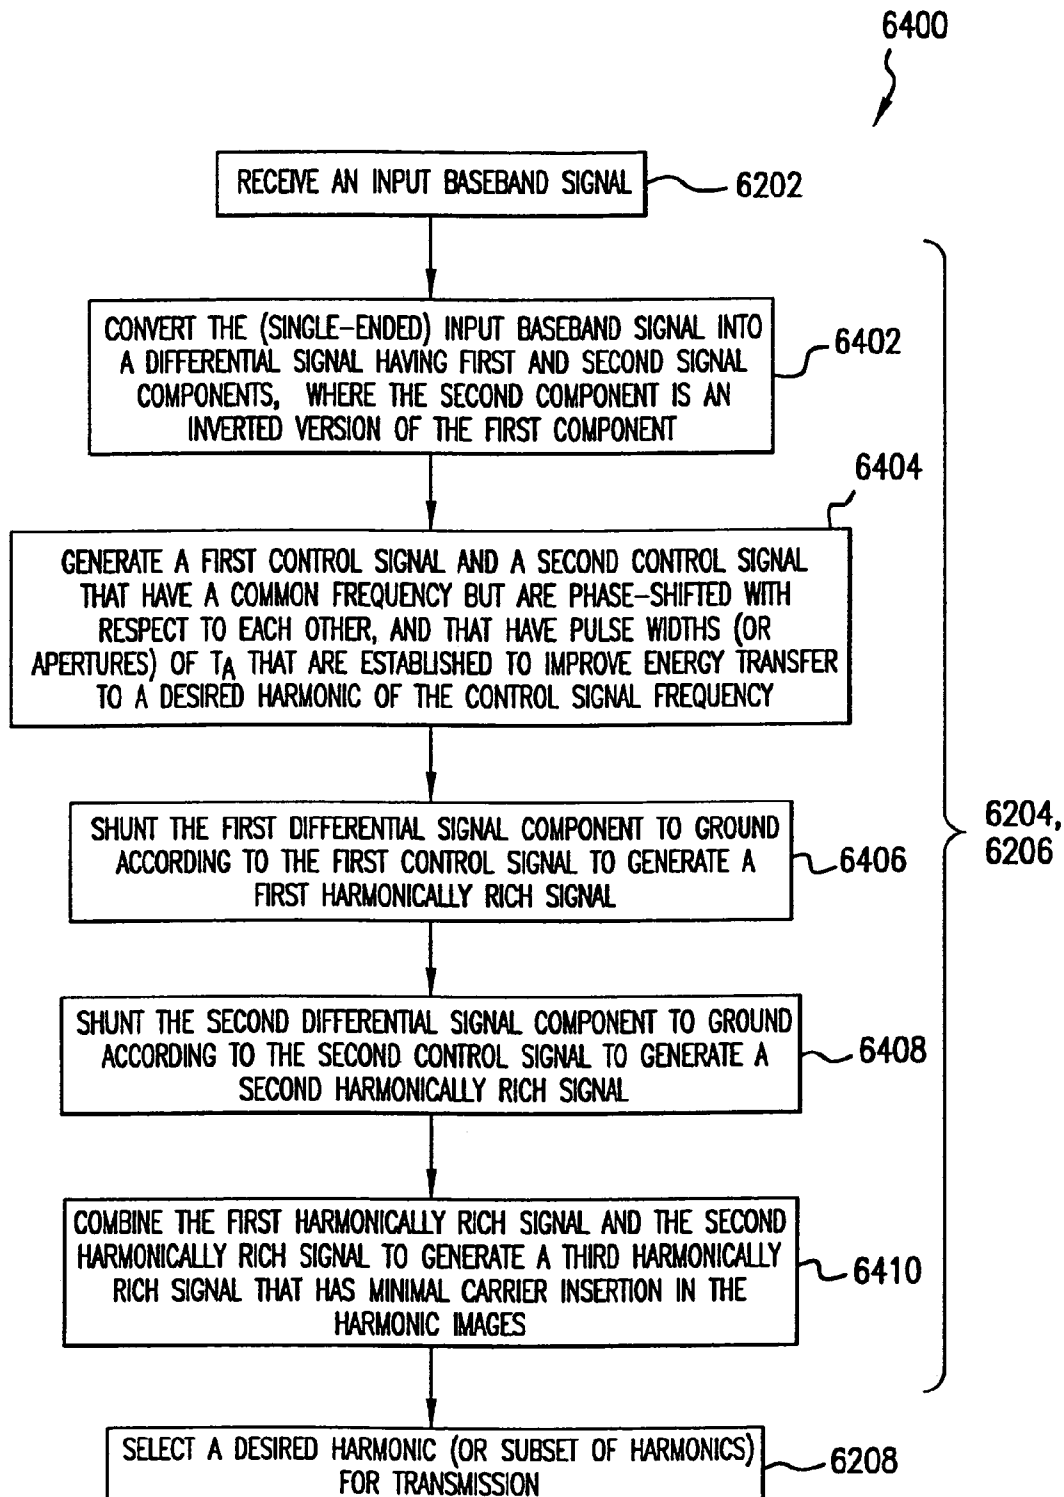 6400
RECEIVE AN INPUT BASEBAND SIGNAL
6202
CONVERT THE (SINGLE-ENDED) INPUT BASEBAND SIGNAL INTO
A DIFFERENTIAL SIGNAL HAVING FIRST AND SECOND SIGNAL
COMPONENTS, WHERE THE SECOND COMPONENT IS AN
INVERTED VERSION OF THE FIRST COMPONENT
6402
6404
GENERATE A FIRST CONTROL SIGNAL AND A SECOND CONTROL SIGNAL
THAT HAVE A COMMON FREQUENCY BUT ARE PHASE-SHIFTED WITH
RESPECT TO EACH OTHER, AND THAT HAVE PULSE WIDTHS (OR
APERTURES) OF TA THAT ARE ESTABLISHED TO IMPROVE ENERGY TRANSFER
TO A DESIRED HARMONIC OF THE CONTROL SIGNAL FREQUENCY
SHUNT THE FIRST DIFFERENTIAL SIGNAL COMPONENT TO GROUND
ACCORDING TO THE FIRST CONTROL SIGNAL TO GENERATE A
FIRST HARMONICALLY RICH SIGNAL
6406
6204,
6206
SHUNT THE SECOND DIFFERENTIAL SIGNAL COMPONENT TO GROUND
ACCORDING TO THE SECOND CONTROL SIGNAL TO GENERATE A
SECOND HARMONICALLY RICH SIGNAL
6408
COMBINE THE FIRST HARMONICALLY RICH SIGNAL AND THE SECOND
HARMONICALLY RICH SIGNAL TO GENERATE A THIRD HARMONICALLY
RICH SIGNAL THAT HAS MINIMAL CARRIER INSERTION IN THE
HARMONIC IMAGES
6410
SELECT A DESIRED HARMONIC (OR SUBSET OF HARMONICS)
FOR TRANSMISSION
6208